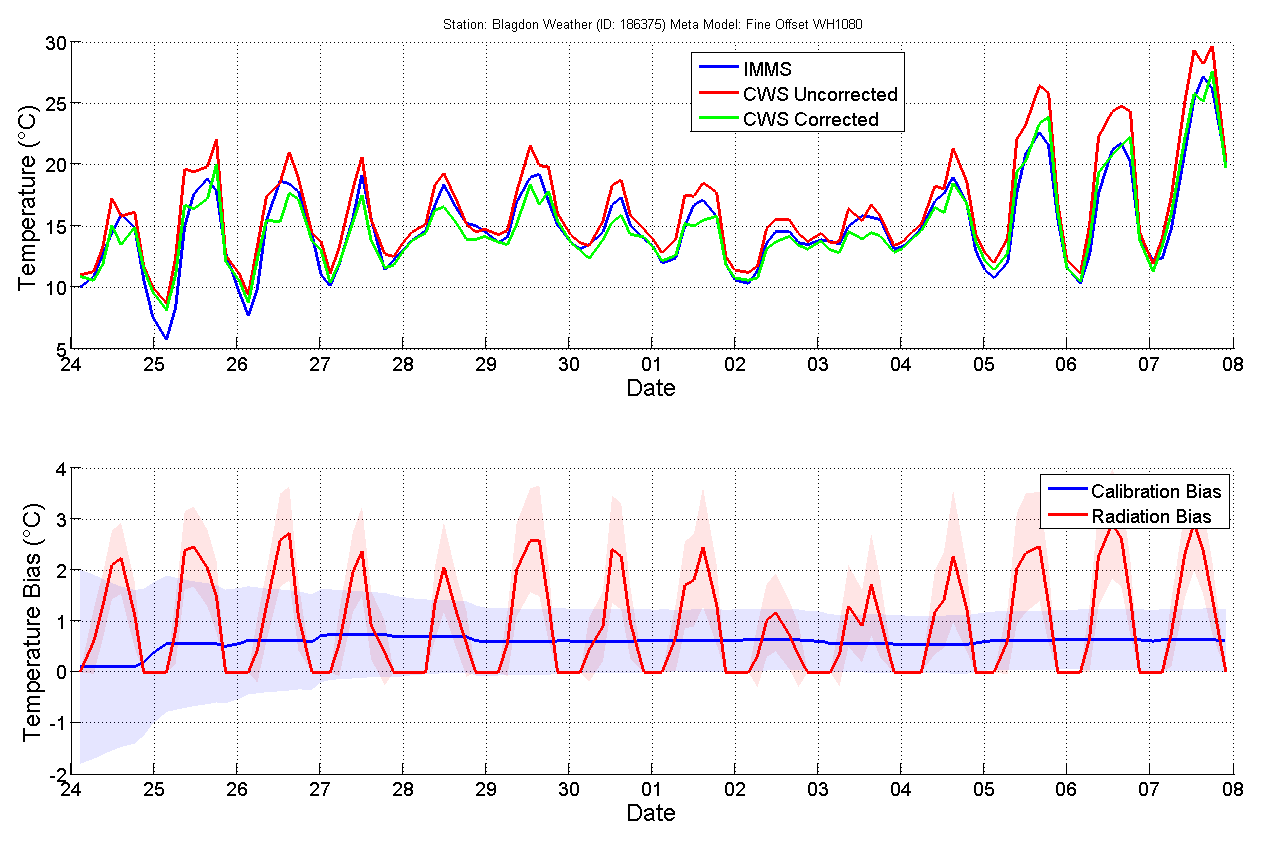 Station: Blagdon Weather (ID: 186375) Meta Model: Fine Offset WH1080
30
25
20
15
10
5
Temperature (°C)
IMMS
CWS Uncorrected
CWS Corrected
24 25 26 27 28 29 30 01 02 03 04 05 06 07 08
Date
4
3
2
1
0
-1
-2
Temperature Bias (°C)
Calibration Bias
Radiation Bias
24 25 26 27 28 29 30 01 02 03 04 05 06 07 08
Date